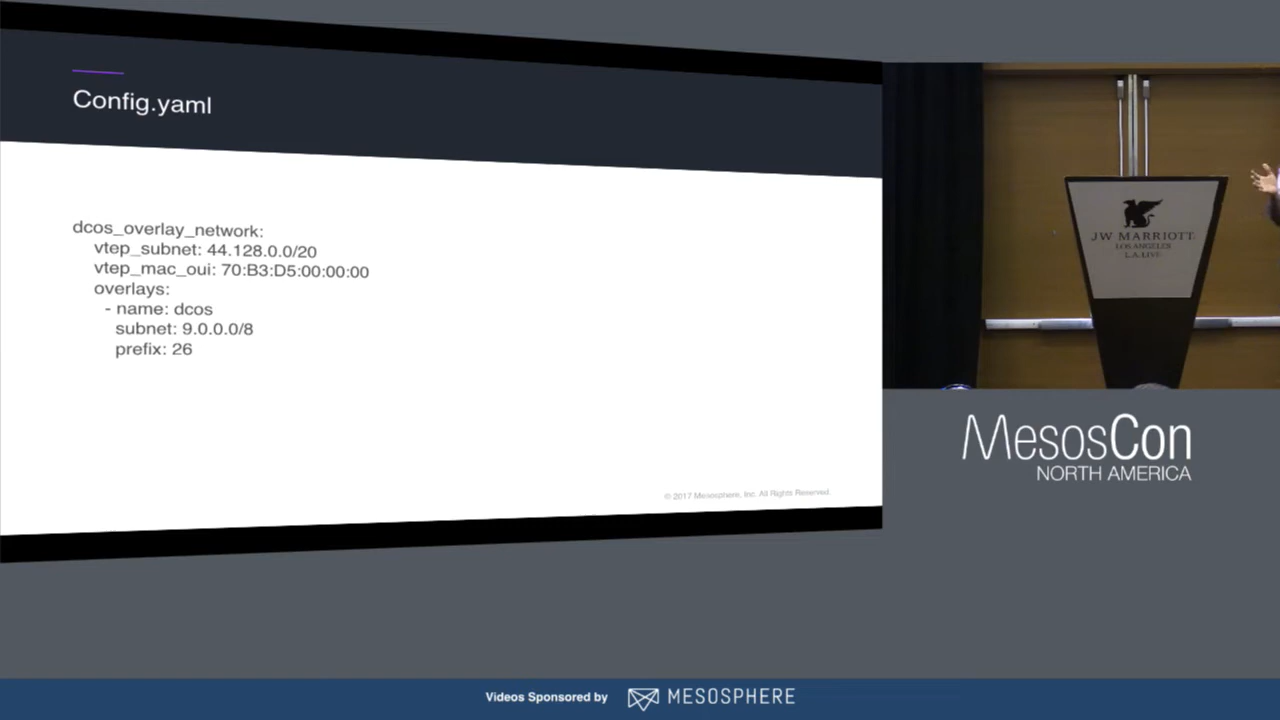 Config.yaml
dcos_overlay_network:
vtep_subnet: 44.128.0.0/20
vtep_mac_oui: 70:B3:D5:00:00:00
overlays:
- name: dcos
subnet: 9.0.0.0/8
prefix: 26
© 2017 Mesosphere, Inc. All Rights Reserved.
JW MARRIOTT
LOS ANGELES
L.A. LIVE
MesosCon
NORTH AMERICA
Videos Sponsored by MESOSPHERE